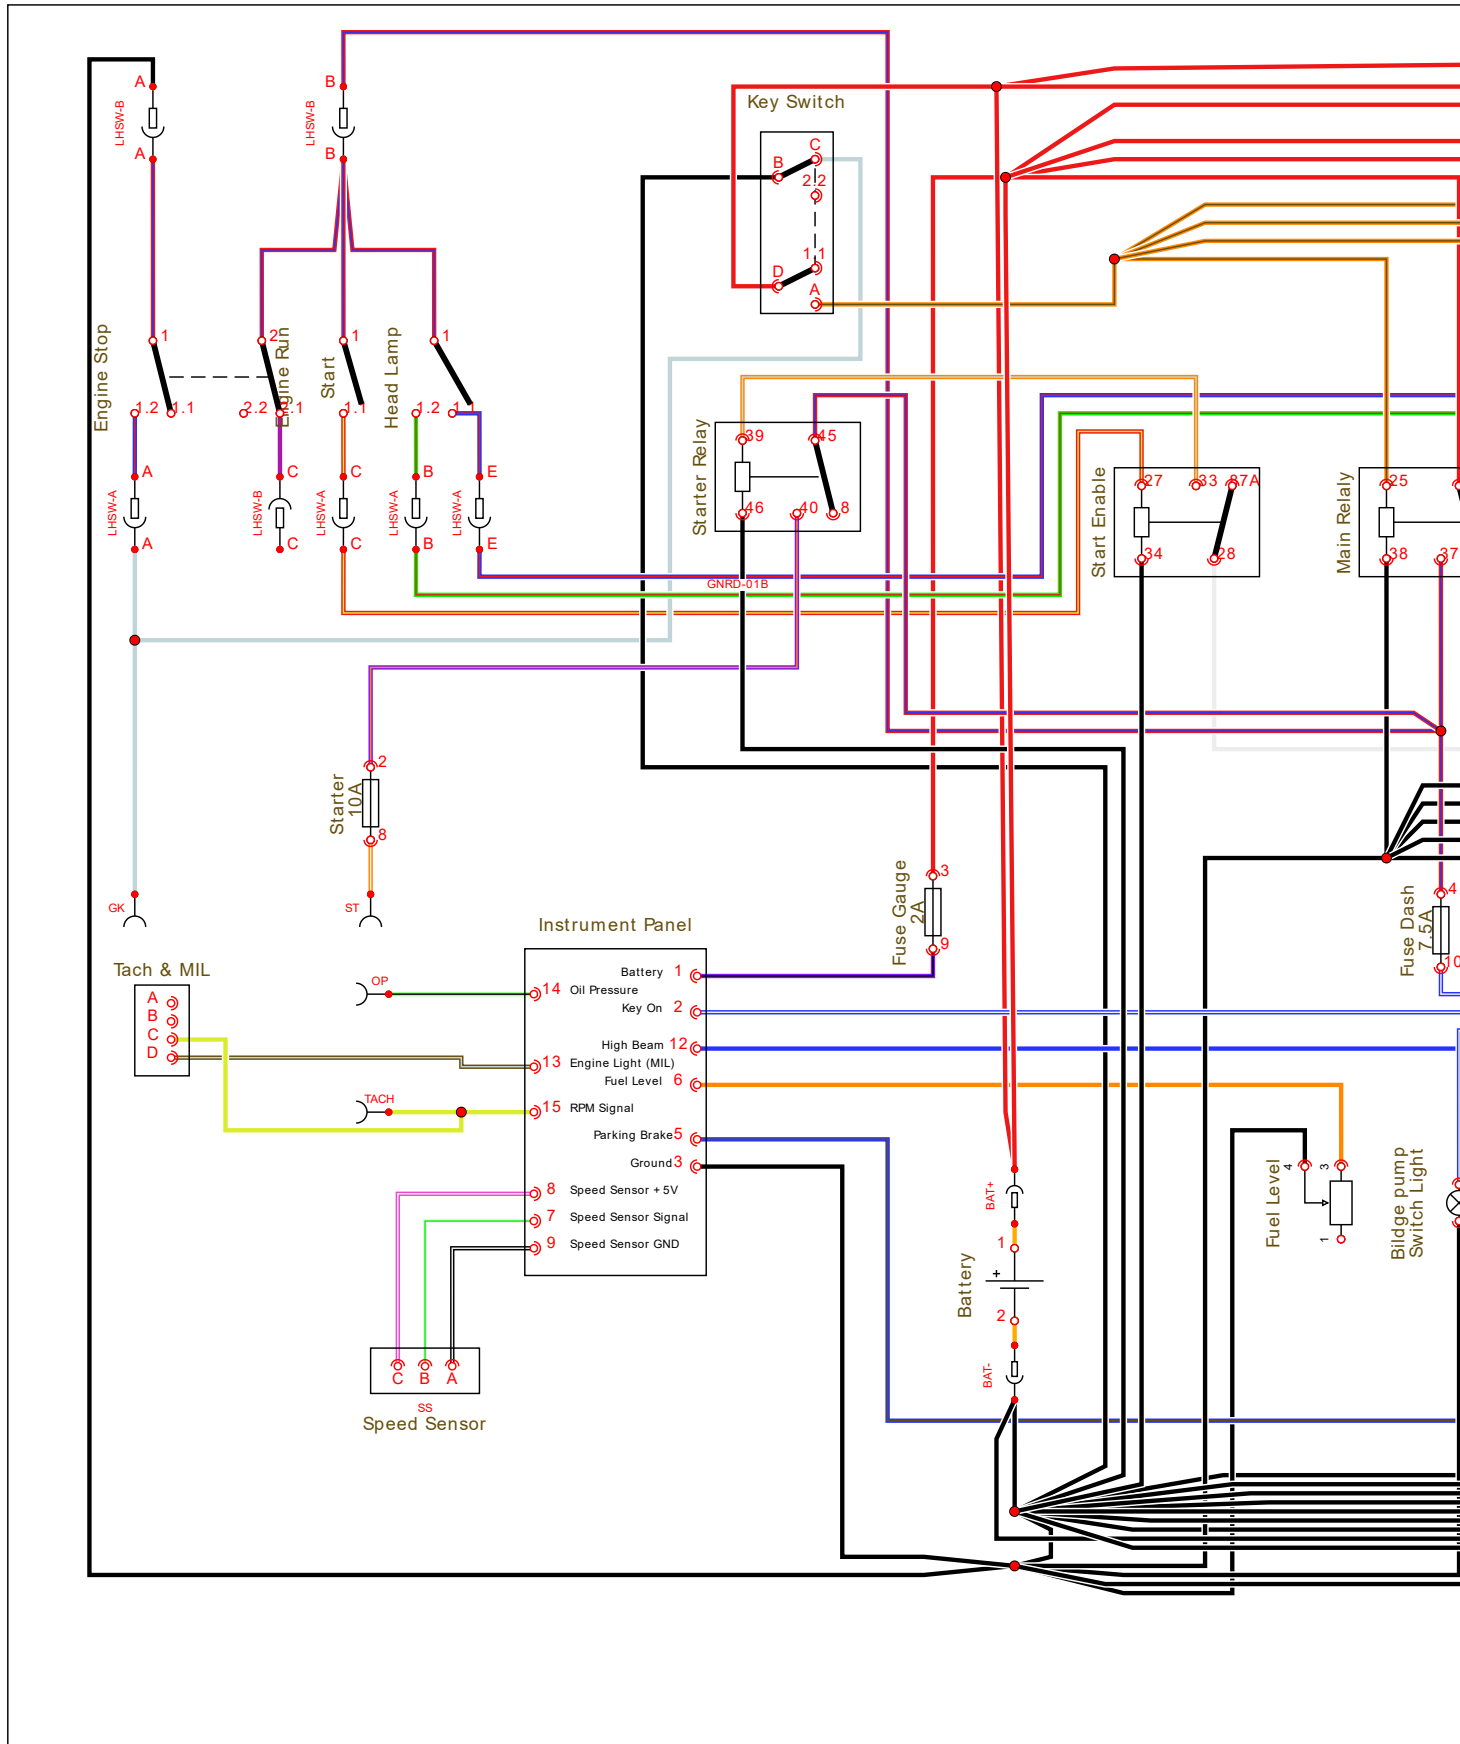 A
B
LHSW-B
LHSW-B
A
B
Key Switch
B
C
2.2
1.1
D
A
Engine Stop
1
1.2
1.1
2
Engine Run
2.2
2.1
Start
1
1.1
Head Lamp
1
1.2
1.1
A
C
C
B
E
LHSW-A
LHSW-B
LHSW-A
LHSW-A
LHSW-A
A
C
C
B
E
Starter Relay
39
45
46
40
8
GNRD-01B
Start Enable
27
33
87A
34
28
Main Relaly
25
38
37
Starter
10A
2
8
GK
ST
Fuse Gauge
2A
3
9
Fuse Dash
7.5A
4
10
Tach & MIL
A
B
C
D
OP
TACH
Instrument Panel
Battery 1
14 Oil Pressure
Key On 2
High Beam 12
13 Engine Light (MIL)
Fuel Level 6
15 RPM Signal
Parking Brake 5
Ground 3
8 Speed Sensor +5V
7 Speed Sensor Signal
9 Speed Sensor GND
C B A
SS
Speed Sensor
BAT+
1
Battery
+
2
BAT-
Fuel Level
4
3
1
Bildge pump
Switch Light